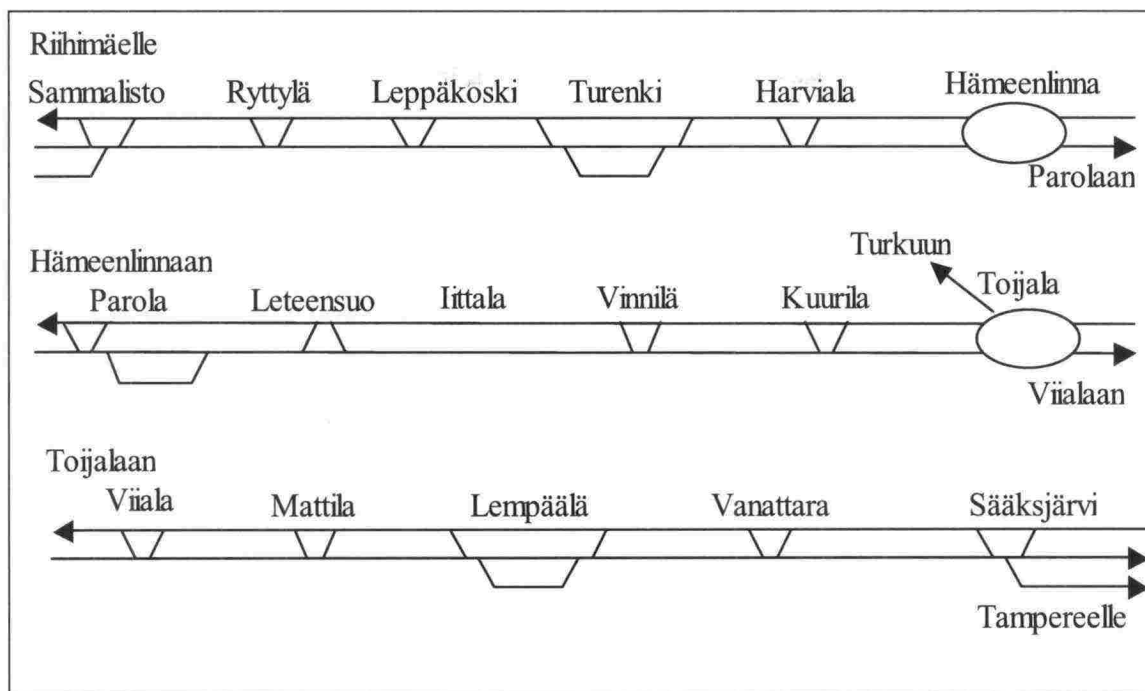 Riihimäelle
Sammalisto Ryttylä Leppäkoski Turenki Harviala Hämeenlinna
Parolaan
Hämeenlinnaan
Turkuun
Parola Leteensuo Iittala Vinnilä Kuurila Toijala
Viialaan
Toijalaan
Viiala Mattila Lempäälä Vanattara Sääksjärvi
Tampereelle